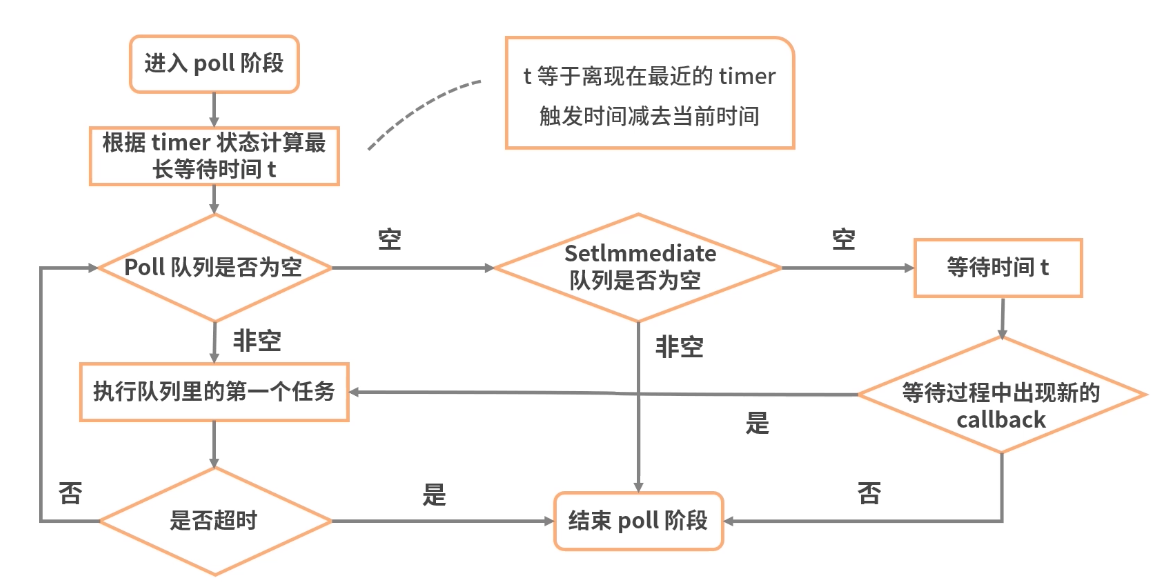 进入 poll 阶段
t 等于离现在最近的 timer
触发时间减去当前时间
根据 timer 状态计算最
长等待时间 t
空
空
Poll 队列是否为空
Setlmmediate
队列是否为空
等待时间 t
非空
非空
执行队列里的第一个任务
等待过程中出现新的
callback
是
否
是
否
是否超时
结束 poll 阶段